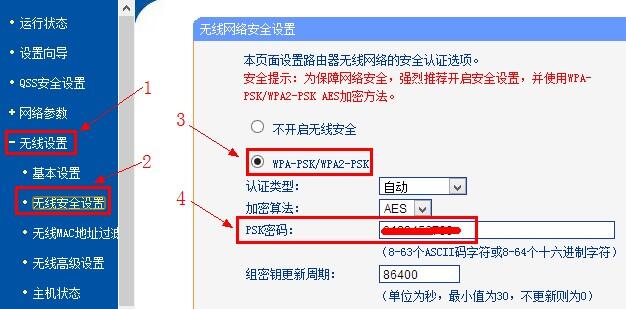 运行状态
设置向导
QSS安全设置
+ 网络参数
- 无线设置
基本设置
无线安全设置
无线MAC地址过滤
无线高级设置
主机状态
1
2
3
4
无线网络安全设置
本页面设置路由器无线网络的安全认证选项。
安全提示：为保障网络安全，强烈推荐开启安全设置，并使用WPA-
PSK/WPA2-PSK AES加密方法。
不开启无线安全
WPA-PSK/WPA2-PSK
认证类型： 自动
加密算法： AES
PSK密码：
(8-63个ASCII码字符或8-64个十六进制字符)
组密钥更新周期： 86400
(单位为秒，最小值为30，不更新则为0)